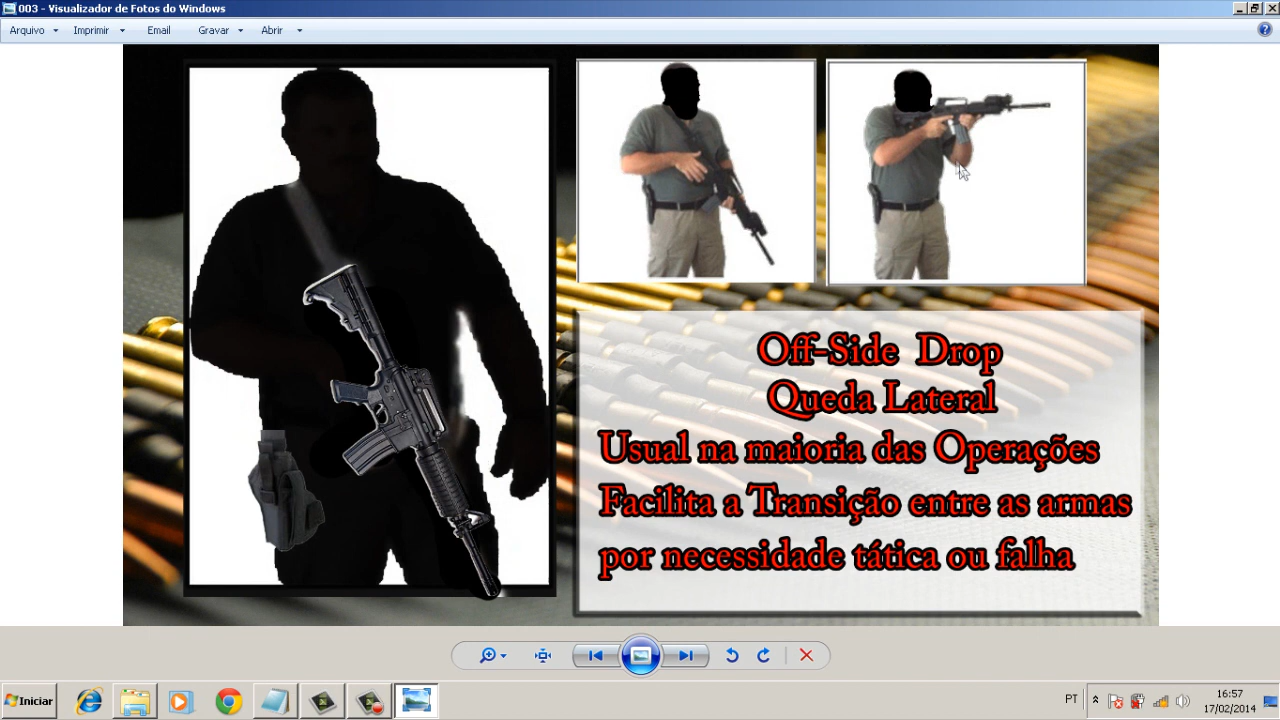 003 - Visualizador de Fotos do Windows
Arquivo Imprimir Email Gravar Abrir
Off-Side Drop
Queda Lateral
Usual na maioria das Operações
Facilita a Transição entre as armas
por necessidade tática ou falha
Iniciar
PT
16:57
17/02/2014